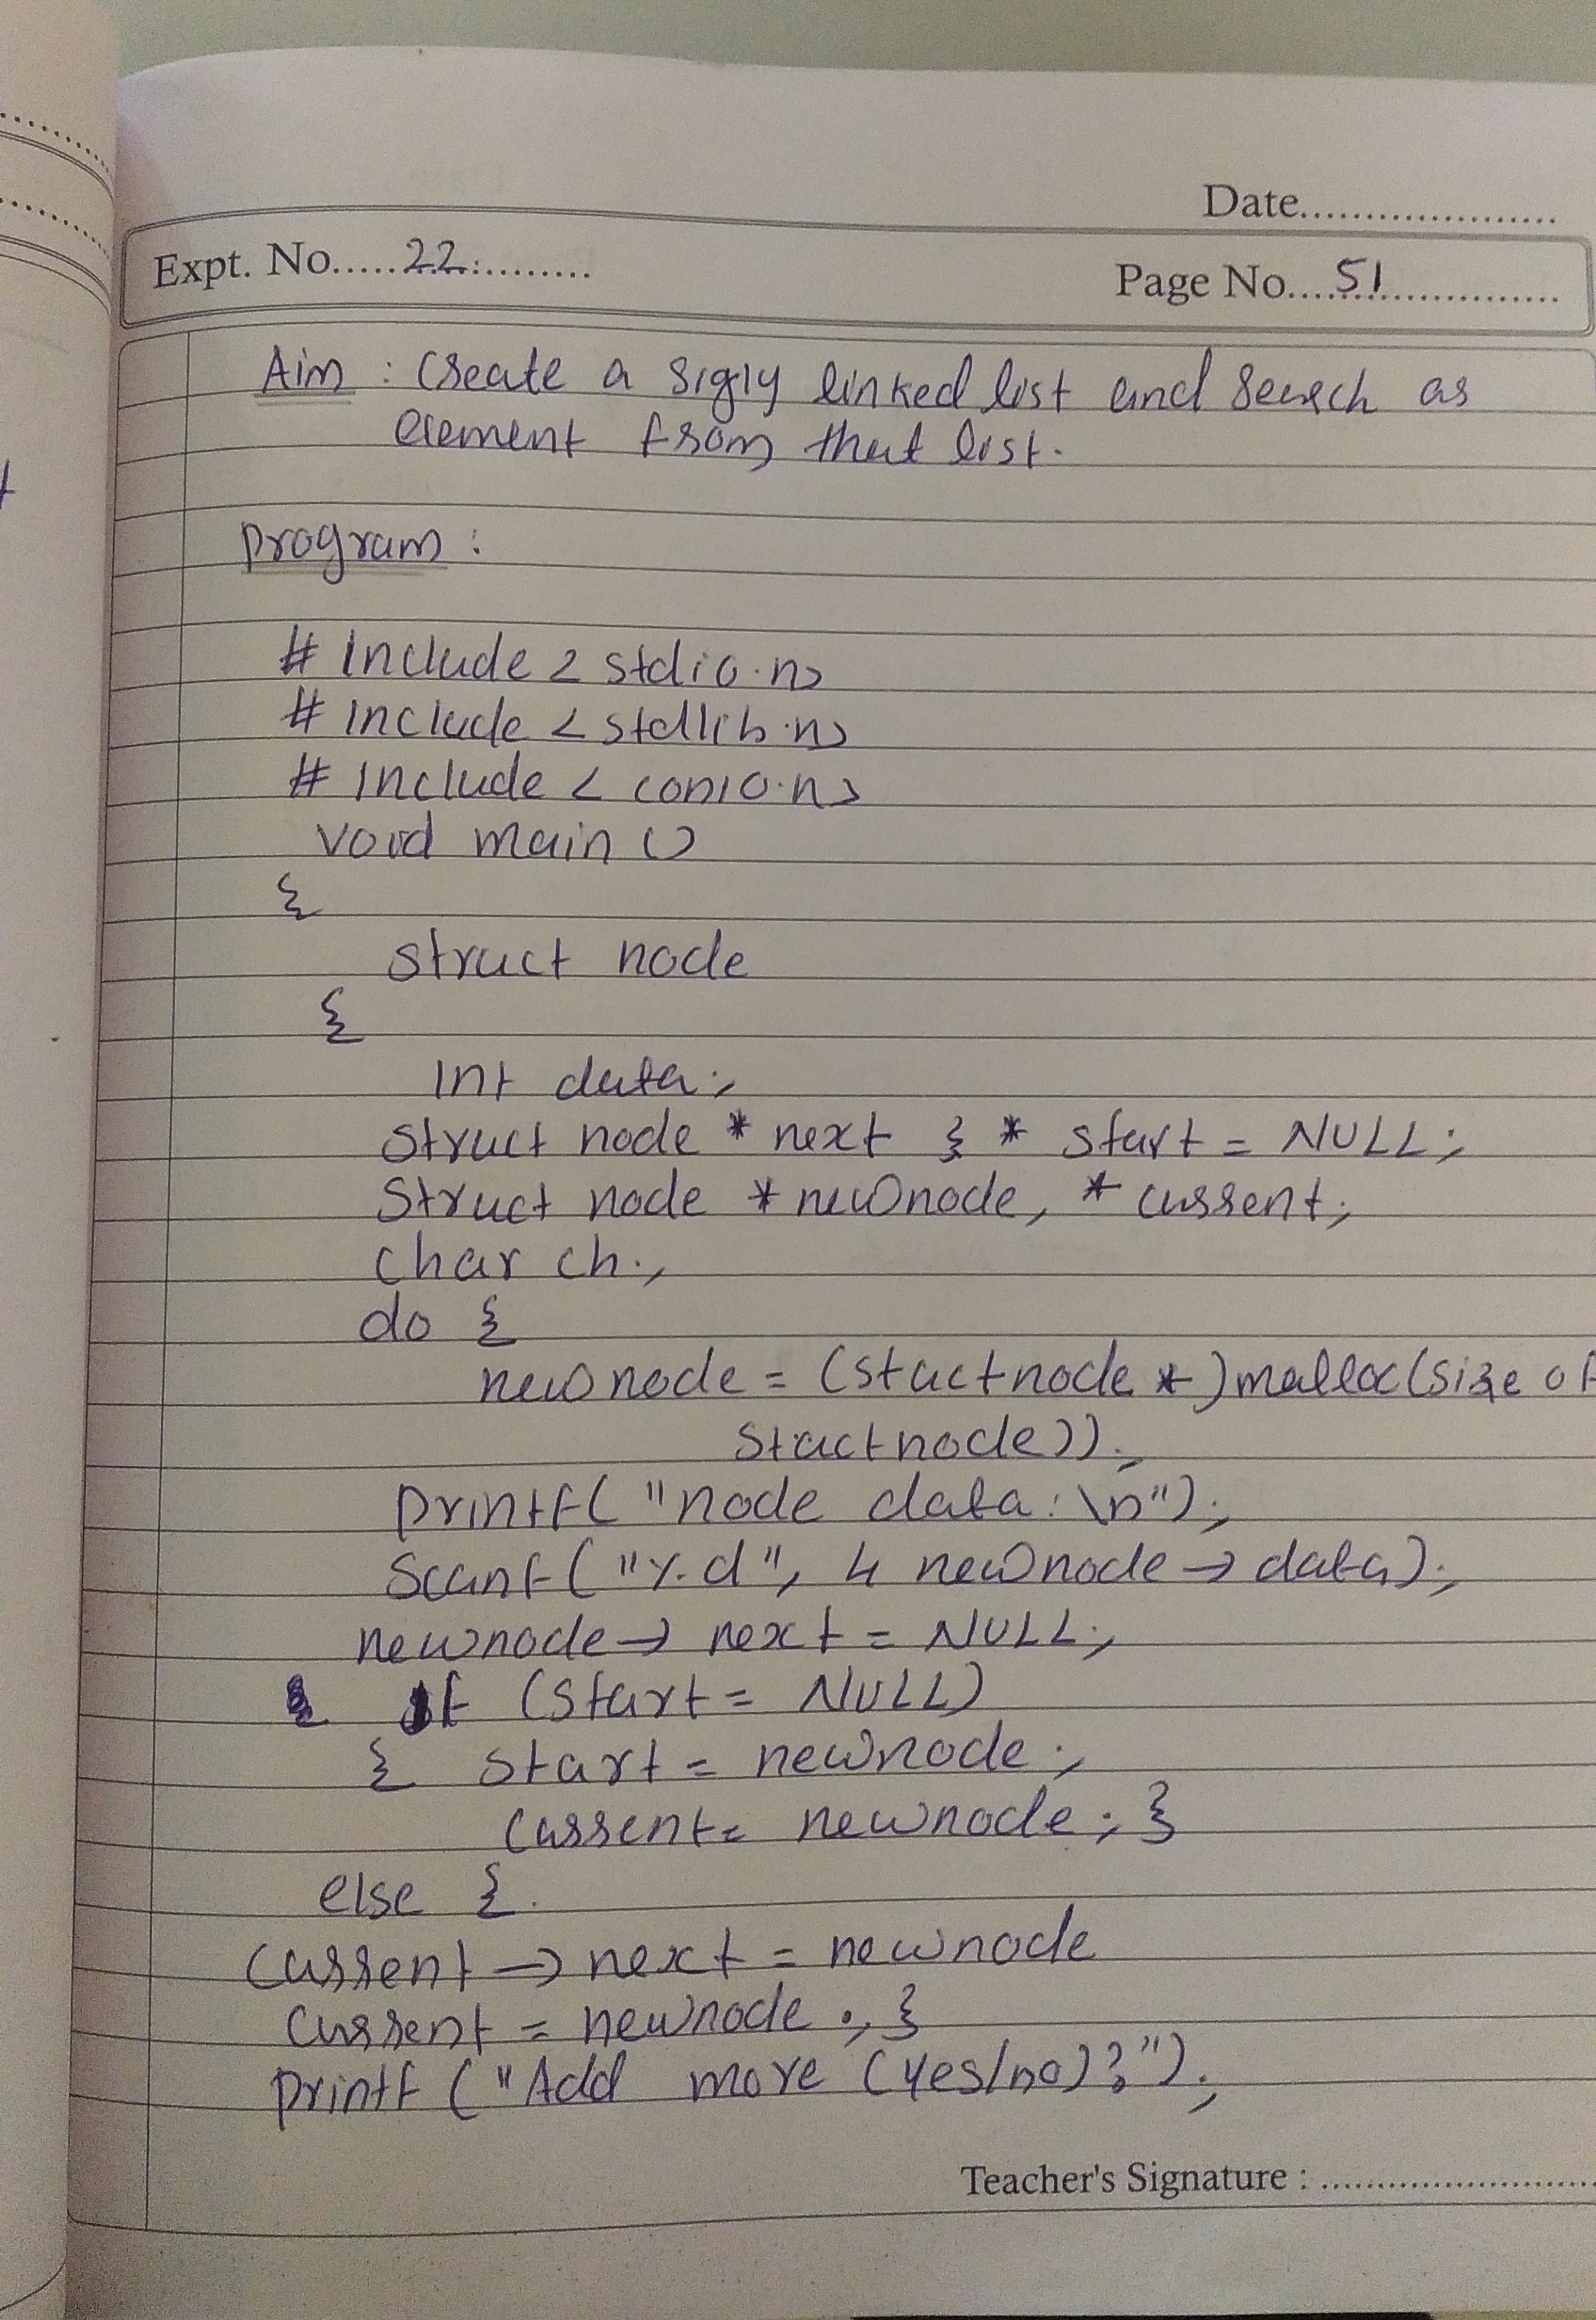 Date....................
Expt. No.....22............
Page No....51....................
Aim : Create a sigly linked list and search as
element from that list.
program :
# include < stdio.h>
# include < stdlib.h>
# include < conio.h>
void main ()
{
struct node
{
int data;
struct node * next } * start = NULL;
struct node * newnode, * current;
char ch;
do {
newnode = (stuctnode *)malloc(size of
stuctnode));
printf( "node data: \n");
scanf( "%d", & newnode → data);
newnode → next = NULL;
if (start = NULL)
{ start = newnode ;
current = newnode ; }
else {
current → next = newnode
current = newnode ; }
printf ( "Add more (yes/no)?");
Teacher's Signature : ....................